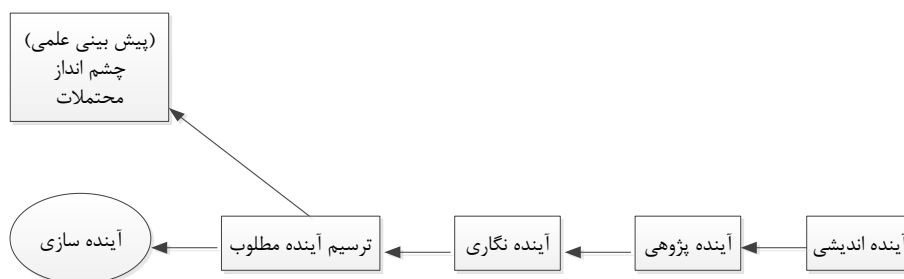 (پیش بینی علمی)
چشم انداز
محتملات
آینده اندیشی
آینده پژوهی
آینده نگاری
ترسیم آینده مطلوب
آینده سازی